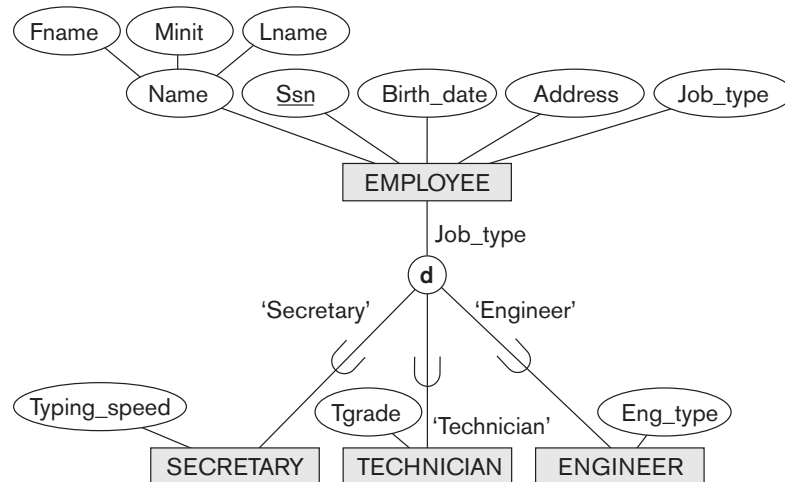 Fname Minit Lname
Name Ssn Birth_date Address Job_type
EMPLOYEE
Job_type
d
‘Secretary’ ‘Engineer’
Typing_speed Tgrade ‘Technician’ Eng_type
SECRETARY TECHNICIAN ENGINEER